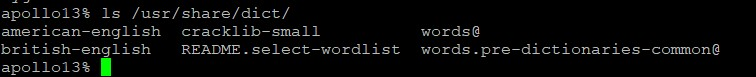 apollo13% ls /usr/share/dict/
american-english  cracklib-small          words@
british-english   README.select-wordlist  words.pre-dictionaries-common@
apollo13%